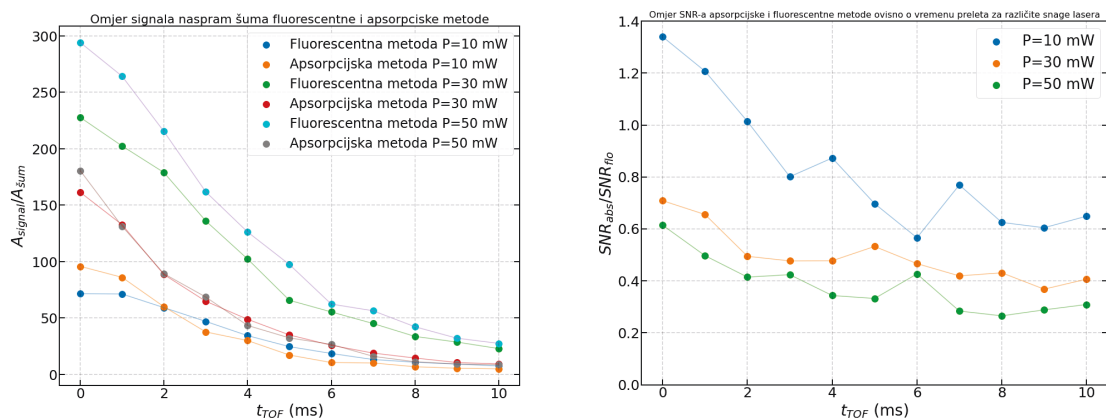 Omjer signala naspram šuma fluorescentne i apsorpciske metode
300
250
200
150
100
50
0
A_signal/A_šum
Fluorescentna metoda P=10 mW
Apsorpcijska metoda P=10 mW
Fluorescentna metoda P=30 mW
Apsorpcijska metoda P=30 mW
Fluorescentna metoda P=50 mW
Apsorpcijska metoda P=50 mW
0 2 4 6 8 10
t_TOF (ms)
Omjer SNR-a apsorpcijske i fluorescentne metode ovisno o vremenu preleta za različite snage lasera
1.4
1.2
1.0
0.8
0.6
0.4
0.2
0.0
SNR_abs/SNR_flo
P=10 mW
P=30 mW
P=50 mW
0 2 4 6 8 10
t_TOF (ms)